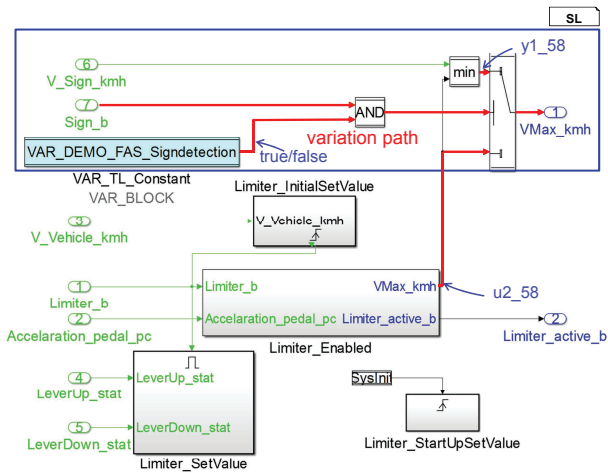 SL
y1_58
6
V_Sign_kmh
min
7
Sign_b
AND
1
VMax_kmh
variation path
VAR_DEMO_FAS_Signdetection
true/false
VAR_TL_Constant
VAR_BLOCK
Limiter_InitialSetValue
3
V_Vehicle_kmh
V_Vehicle_kmh
1
Limiter_b
Limiter_b
VMax_kmh
u2_58
2
Accelaration_pedal_pc
Accelaration_pedal_pc
Limiter_active_b
2
Limiter_active_b
Limiter_Enabled
4
LeverUp_stat
LeverUp_stat
SysInit
5
LeverDown_stat
LeverDown_stat
Limiter_StartUpSetValue
Limiter_SetValue